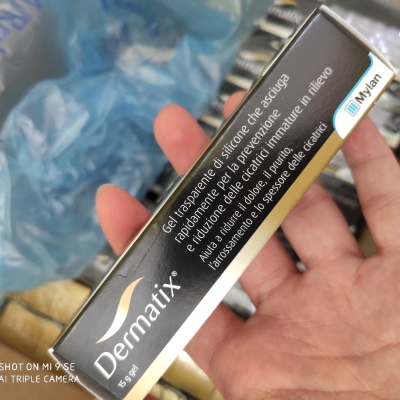 Dermatix®
15 g gel
Gel trasparente di silicone che asciuga
rapidamente per la prevenzione
e riduzione delle cicatrici immature in rilievo
Aiuta a ridurre il dolore, il prurito,
l'arrossamento e lo spessore delle cicatrici
Mylan
SHOT ON MI 9 SE
AI TRIPLE CAMERA